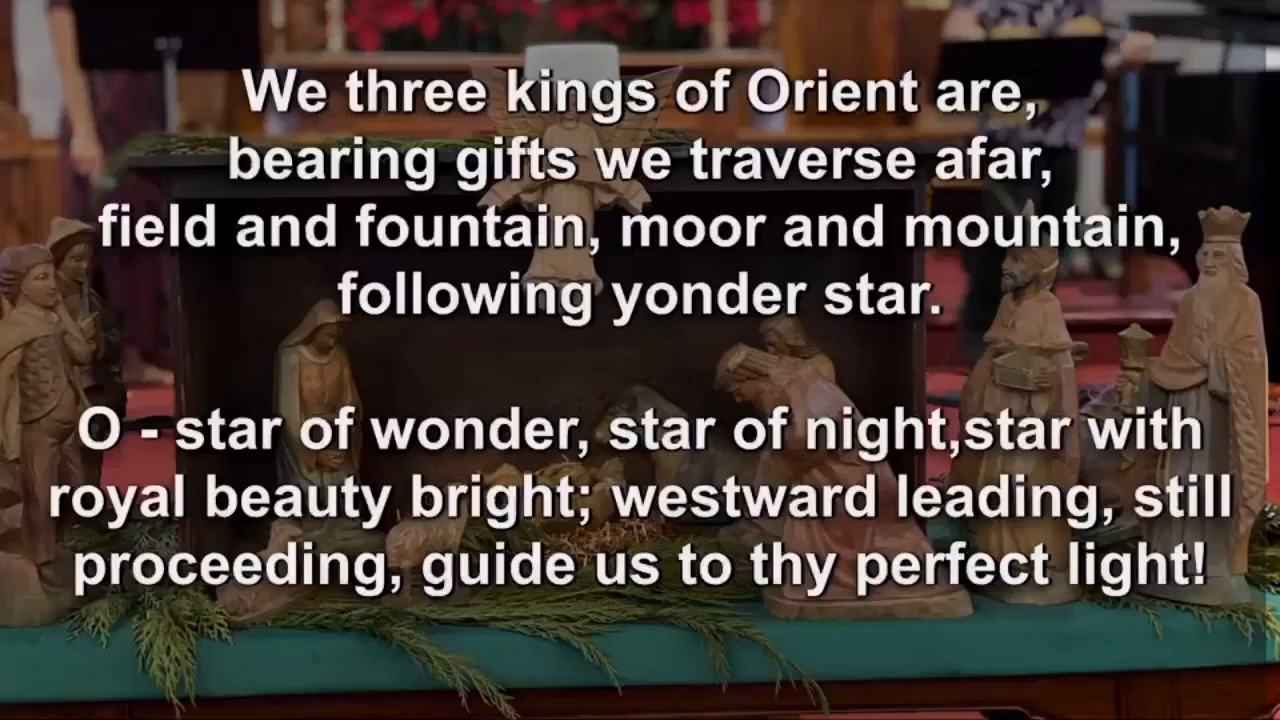 We three kings of Orient are,
bearing gifts we traverse afar,
field and fountain, moor and mountain,
following yonder star.
O - star of wonder, star of night,star with
royal beauty bright; westward leading, still
proceeding, guide us to thy perfect light!